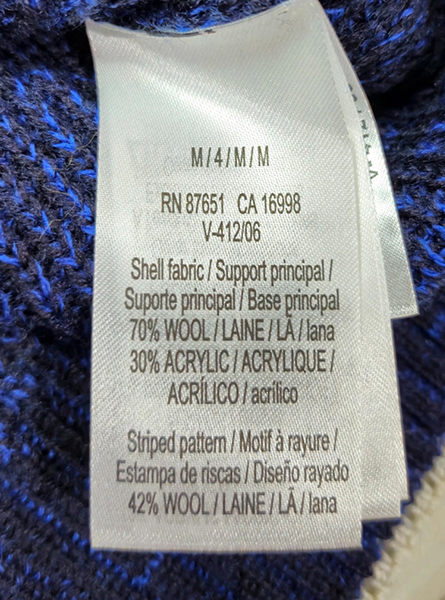 M/4/M/M
RN 87651 CA 16998
V-412/06
Shell fabric / Support principal /
Suporte principal / Base principal
70% WOOL / LAINE / LÃ / lana
30% ACRYLIC / ACRYLIQUE /
ACRÍLICO / acrílico
Striped pattern / Motif à rayure /
Estampa de riscas / Diseño rayado
42% WOOL / LAINE / LÃ / lana